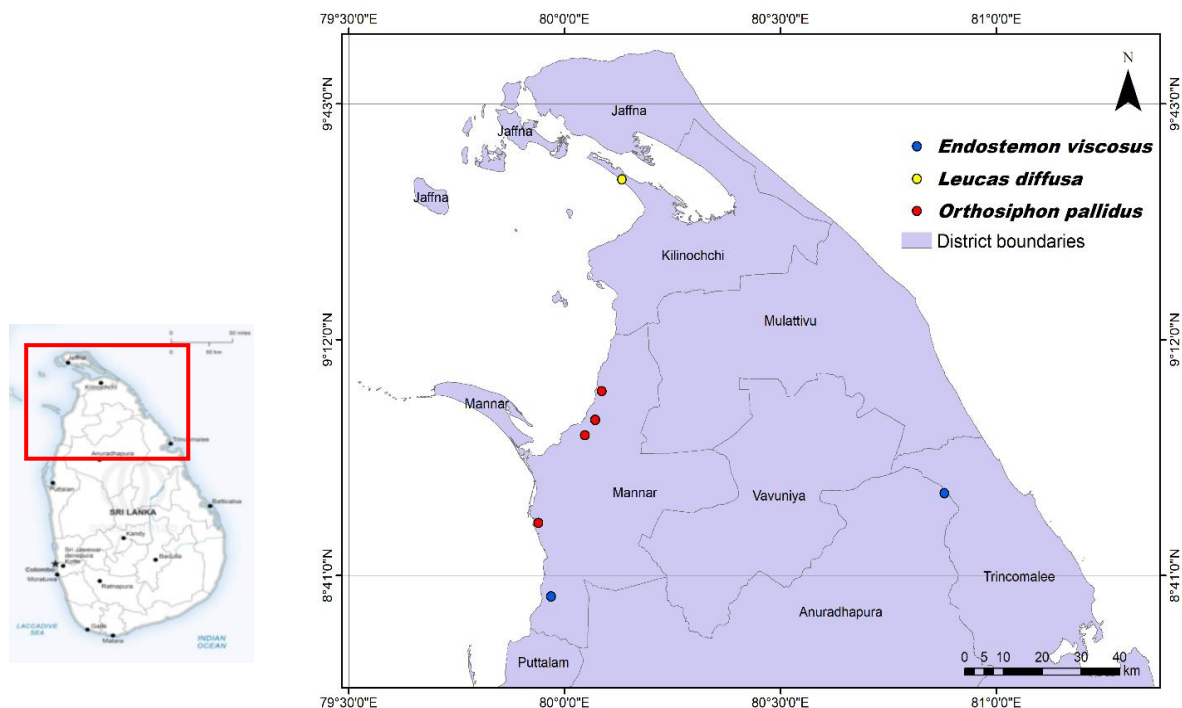 79°30'0"E
80°0'0"E
80°30'0"E
81°0'0"E
N
9°43'0"N
9°43'0"N
Jaffna
Jaffna
Jaffna
Endostemon viscosus
Leucas diffusa
Orthosiphon pallidus
District boundaries
Kilinochchi
Mulattivu
9°12'0"N
9°12'0"N
Mannar
Mannar
Vavuniya
Trincomalee
Anuradhapura
8°41'0"N
8°41'0"N
Puttalam
0 5 10 20 30 40
km
79°30'0"E
80°0'0"E
80°30'0"E
81°0'0"E
Jaffna
Kilinochchi
Trincomalee
Anuradhapura
Puttalan
Batticaloa
SRI LANKA
Kandy
Colombo
Moratuwa
Badulla
Ratnapura
Galle
Matara
LACCADIVE
SEA
INDIAN
OCEAN